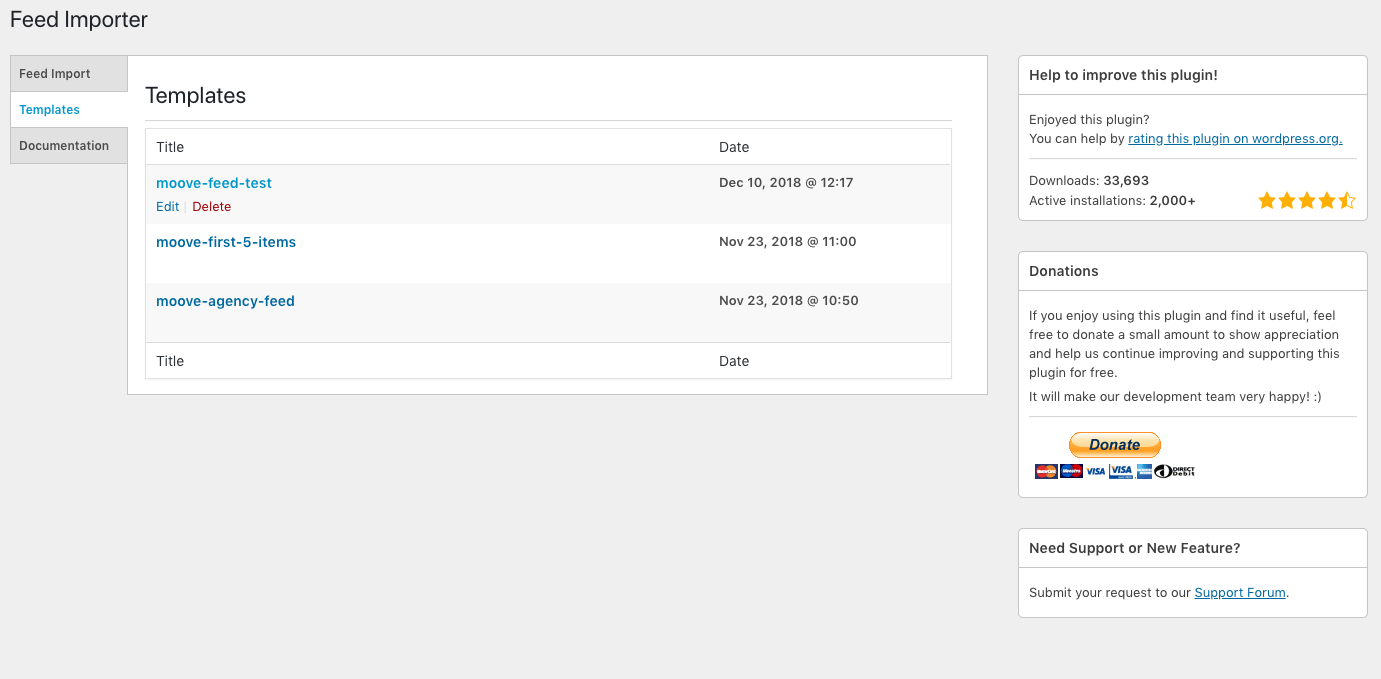 Feed Importer
Feed Import
Templates
Documentation
Templates
Title Date
moove-feed-test Dec 10, 2018 @ 12:17
Edit | Delete
moove-first-5-items Nov 23, 2018 @ 11:00
moove-agency-feed Nov 23, 2018 @ 10:50
Title Date
Help to improve this plugin!
Enjoyed this plugin?
You can help by rating this plugin on wordpress.org.
Downloads: 33,693
Active installations: 2,000+
Donations
If you enjoy using this plugin and find it useful, feel
free to donate a small amount to show appreciation
and help us continue improving and supporting this
plugin for free.
It will make our development team very happy! :)
Donate
VISA VISA DIRECT
Debit
Need Support or New Feature?
Submit your request to our Support Forum.